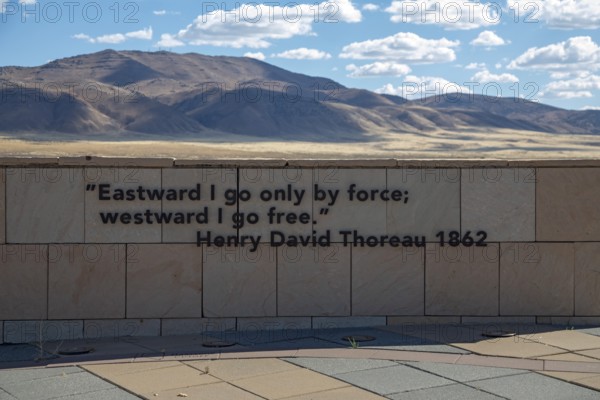 "Eastward I go only by force;
westward I go free."
Henry David Thoreau 1862